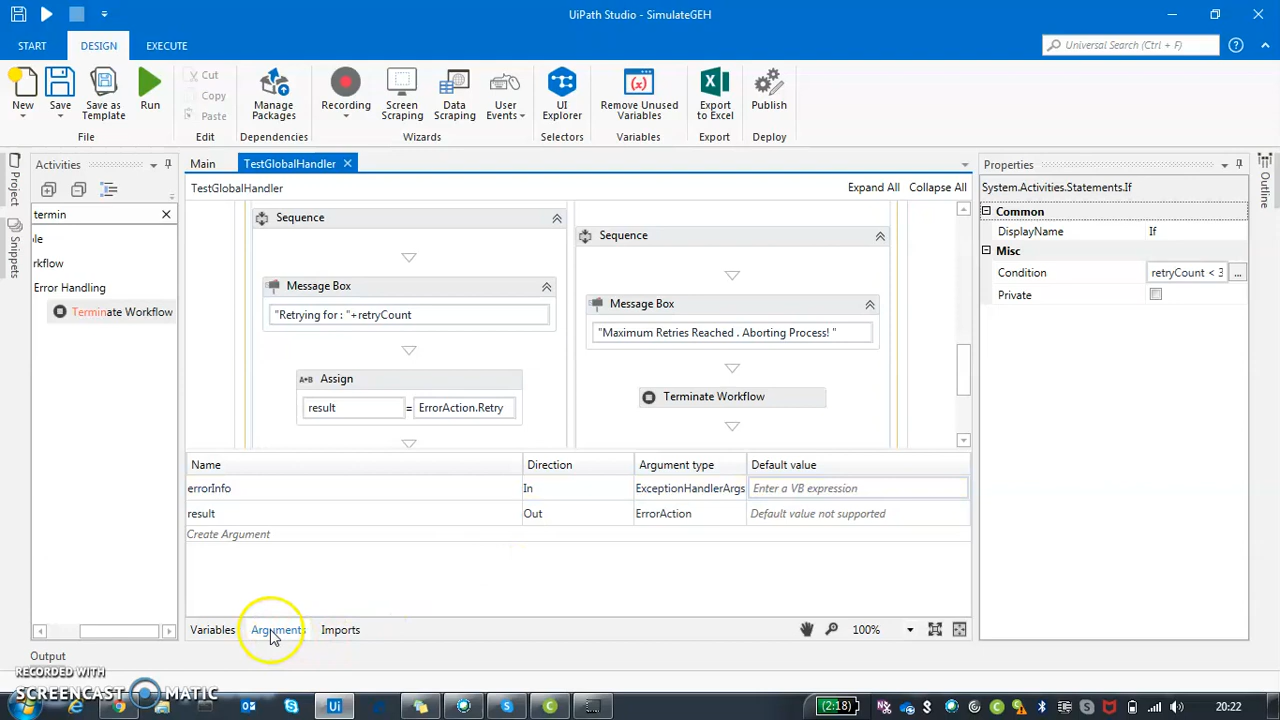 UiPath Studio - SimulateGEH
START
DESIGN
EXECUTE
Universal Search (Ctrl + F)
New
Save
Save as Template
Run
Cut
Copy
Paste
Manage Packages
Recording
Screen Scraping
Data Scraping
User Events
UI Explorer
Remove Unused Variables
Export to Excel
Publish
File
Edit
Dependencies
Wizards
Selectors
Variables
Export
Deploy
Project
Snippets
Activities
termin
le
kflow
Error Handling
Terminate Workflow
Main
TestGlobalHandler
TestGlobalHandler
Expand All
Collapse All
Sequence
Sequence
Message Box
"Retrying for : "+retryCount
Message Box
"Maximum Retries Reached . Aborting Process! "
A+B Assign
result = ErrorAction.Retry
Terminate Workflow
Name Direction Argument type Default value
errorInfo In ExceptionHandlerArgs Enter a VB expression
result Out ErrorAction Default value not supported
Create Argument
Variables
Arguments
Imports
100%
Properties
System.Activities.Statements.If
Common
DisplayName If
Misc
Condition retryCount < 3 ...
Private
Outline
Output
RECORDED WITH
SCREENCAST MATIC
Ui
(2:18)
20:22